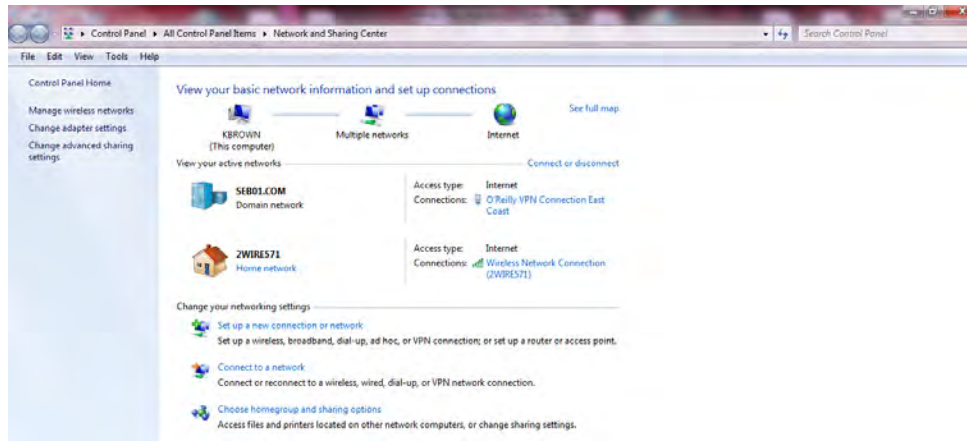 Control Panel ▸ All Control Panel Items ▸ Network and Sharing Center
Search Control Panel
File Edit View Tools Help
Control Panel Home
Manage wireless networks
Change adapter settings
Change advanced sharing
settings
View your basic network information and set up connections
See full map
KBROWN
(This computer)
Multiple networks
Internet
View your active networks
Connect or disconnect
SEB01.COM
Domain network
Access type: Internet
Connections: O'Reilly VPN Connection East
Coast
2WIRE571
Home network
Access type: Internet
Connections: Wireless Network Connection
(2WIRE571)
Change your networking settings
Set up a new connection or network
Set up a wireless, broadband, dial-up, ad hoc, or VPN connection; or set up a router or access point.
Connect to a network
Connect or reconnect to a wireless, wired, dial-up, or VPN network connection.
Choose homegroup and sharing options
Access files and printers located on other network computers, or change sharing settings.